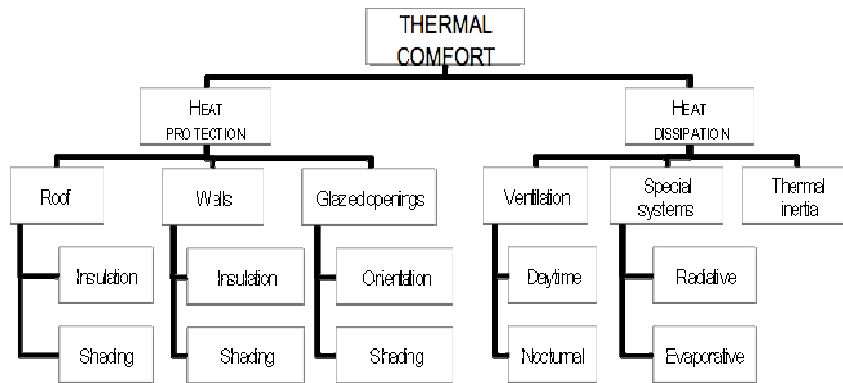 THERMAL
COMFORT
HEAT
PROTECTION
HEAT
DISSIPATION
Roof
Walls
Glazed openings
Ventilation
Special
systems
Thermal
inertia
Insulation
Insulation
Orientation
Daytime
Radiative
Shading
Shading
Shading
Nocturnal
Evaporative